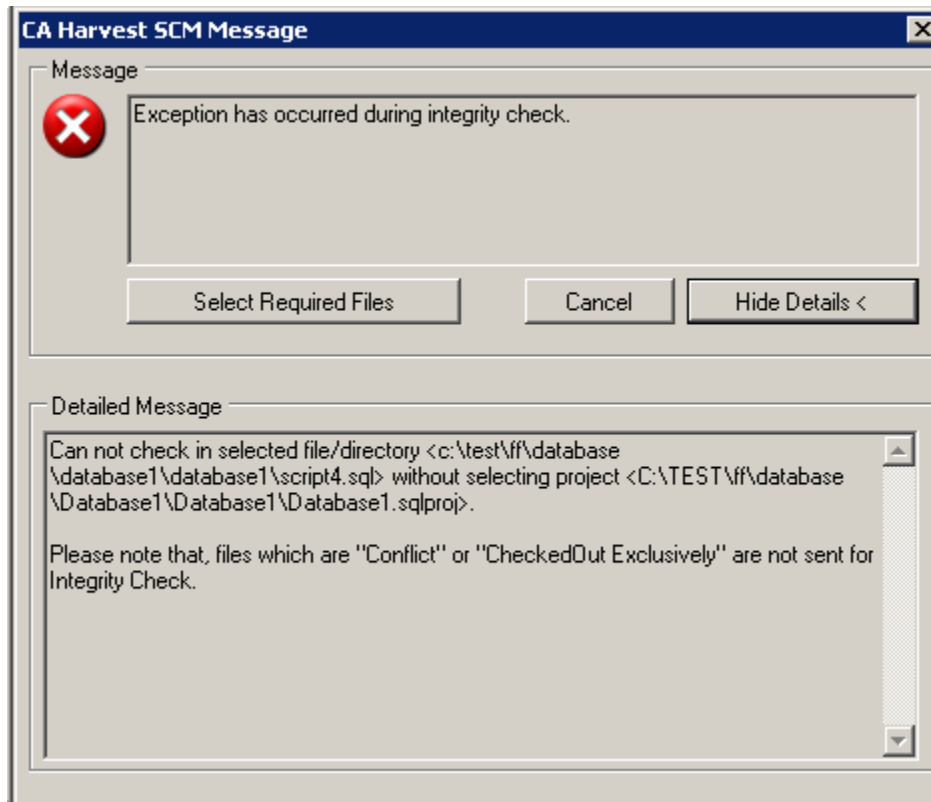 CA Harvest SCM Message
Message
Exception has occurred during integrity check.
Select Required Files
Cancel
Hide Details <
Detailed Message
Can not check in selected file/directory <c:\test\ff\database
\database1\database1\script4.sql> without selecting project <C:\TEST\ff\database
\Database1\Database1\Database1.sqlproj>.
Please note that, files which are "Conflict" or "CheckedOut Exclusively" are not sent for
Integrity Check.